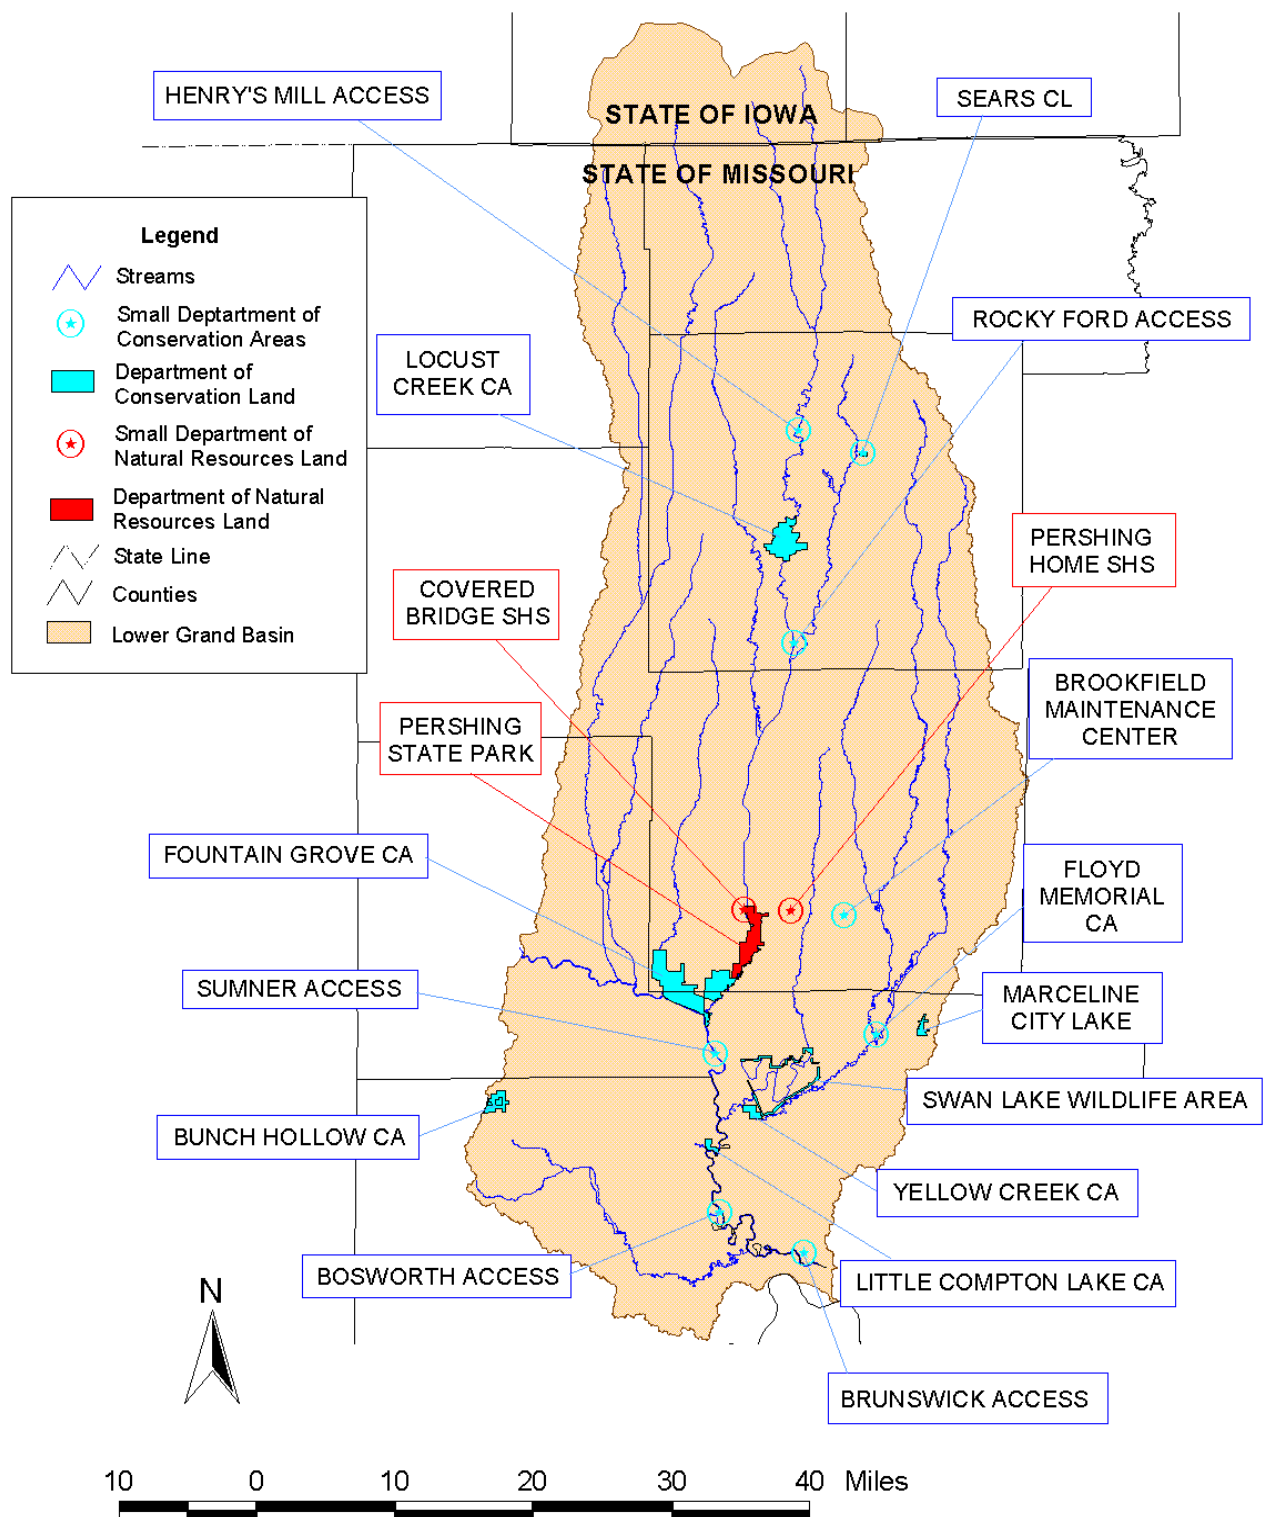 HENRY'S MILL ACCESS
SEARS CL
STATE OF IOWA
STATE OF MISSOURI
Legend
Streams
Small Deptartment of
Conservation Areas
Department of
Conservation Land
Small Department of
Natural Resources Land
Department of Natural
Resources Land
State Line
Counties
Lower Grand Basin
ROCKY FORD ACCESS
LOCUST
CREEK CA
PERSHING
HOME SHS
COVERED
BRIDGE SHS
BROOKFIELD
MAINTENANCE
CENTER
PERSHING
STATE PARK
FOUNTAIN GROVE CA
FLOYD
MEMORIAL
CA
SUMNER ACCESS
MARCELINE
CITY LAKE
SWAN LAKE WILDLIFE AREA
BUNCH HOLLOW CA
YELLOW CREEK CA
BOSWORTH ACCESS
LITTLE COMPTON LAKE CA
N
BRUNSWICK ACCESS
10 0 10 20 30 40 Miles